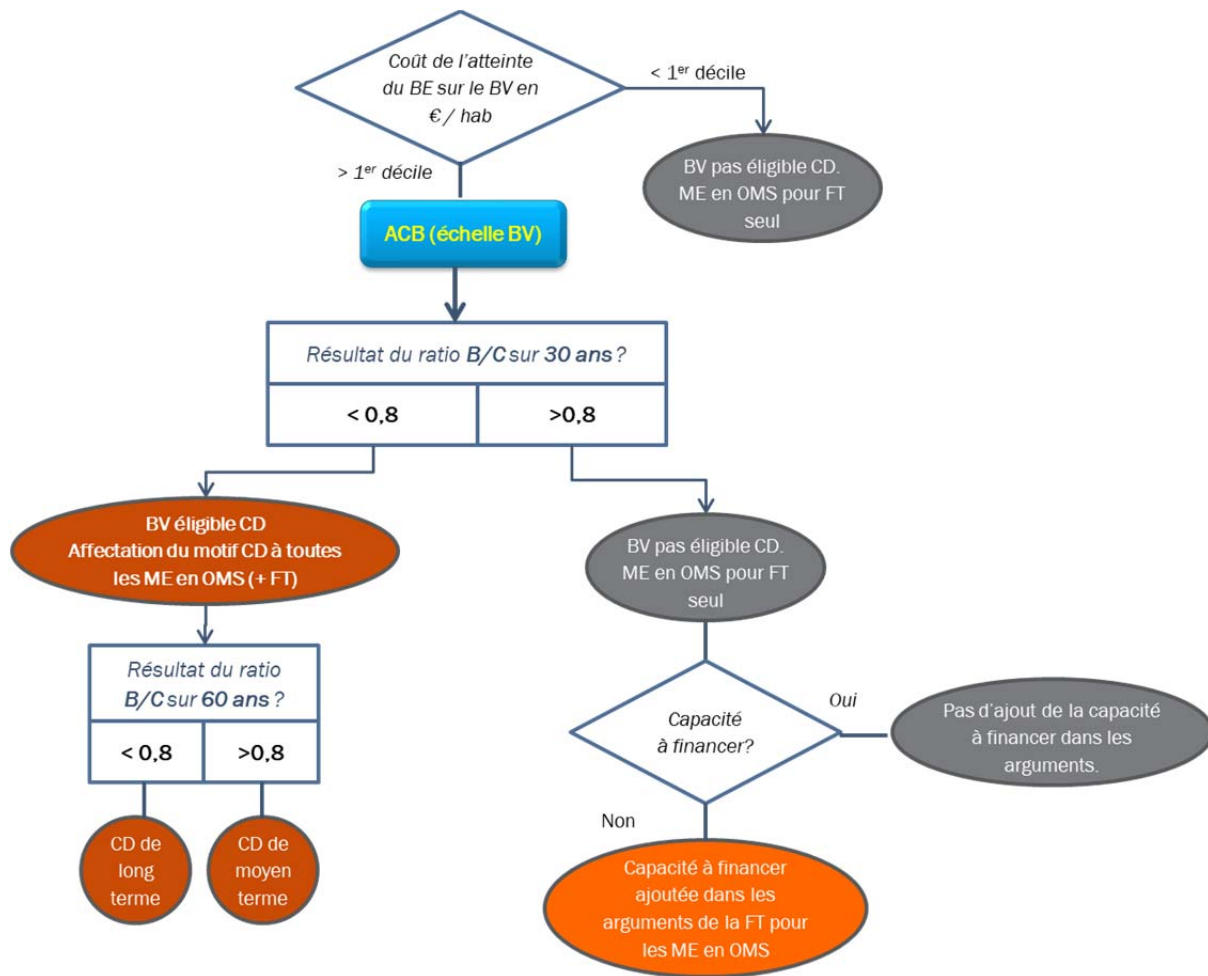 Coût de l'atteinte
du BE sur le BV en
€ / hab
< 1er décile
BV pas éligible CD.
ME en OMS pour FT
seul
> 1er décile
ACB (échelle BV)
Résultat du ratio B/C sur 30 ans ?
< 0,8
>0,8
BV éligible CD
Affectation du motif CD à toutes
les ME en OMS (+ FT)
BV pas éligible CD.
ME en OMS pour FT
seul
Résultat du ratio
B/C sur 60 ans ?
< 0,8
>0,8
CD de
long
terme
CD de
moyen
terme
Capacité
à financer?
Oui
Pas d'ajout de la capacité
à financer dans les
arguments.
Non
Capacité à financer
ajoutée dans les
arguments de la FT pour
les ME en OMS